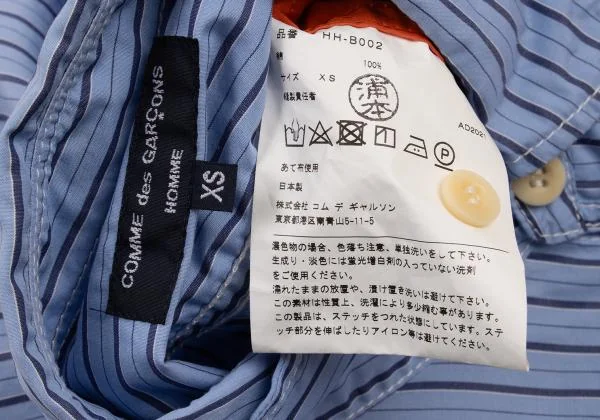 COMME des GARÇONS
HOMME
XS
品番 HH-B002
綿 100%
サイズ XS
縫製責任者
浦本
AD2021
あて布使用
日本製
株式会社 コム デ ギャルソン
東京都港区南青山5-11-5
濃色物の場合、色落ち注意、単独洗いをして下さい。
生成り・淡色には蛍光増白剤の入っていない洗剤
をご使用ください。
濡れたままの放置や、漬け置き洗いは避けて下さい。
この素材は性質上、洗濯により多少縮む事が有ります。
この製品は、ステッチをつれた状態にしています。ステ
ッチ部分を伸ばしたりアイロン等は避けてください。